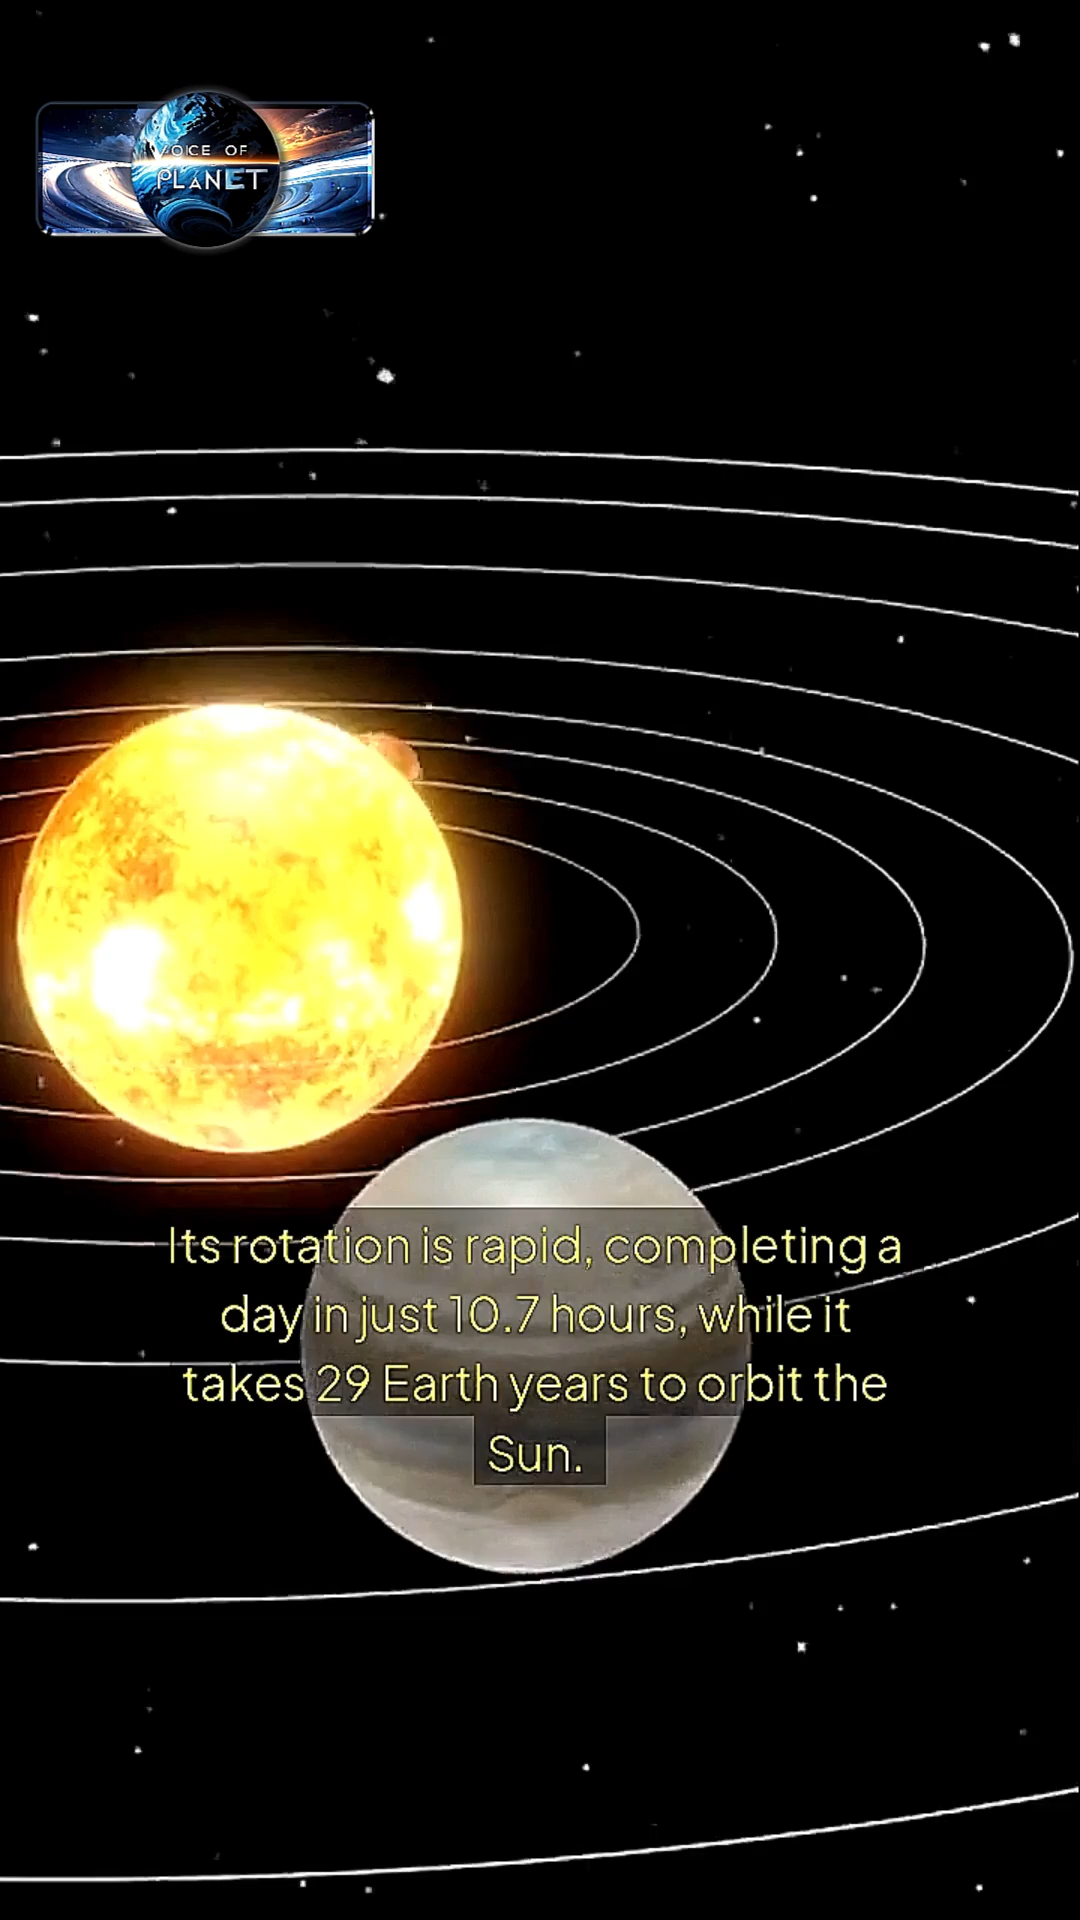 VOICE OF
PLANET
Its rotation is rapid, completing a
day in just 10.7 hours, while it
takes 29 Earth years to orbit the
Sun.